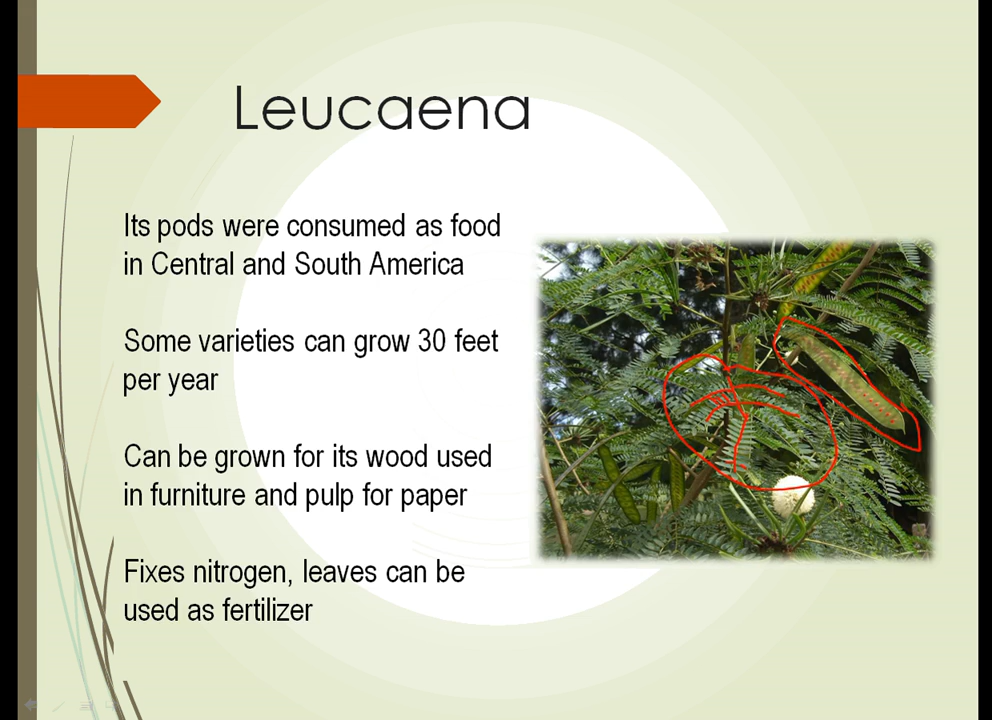 Leucaena
Its pods were consumed as food
in Central and South America
Some varieties can grow 30 feet
per year
Can be grown for its wood used
in furniture and pulp for paper
Fixes nitrogen, leaves can be
used as fertilizer